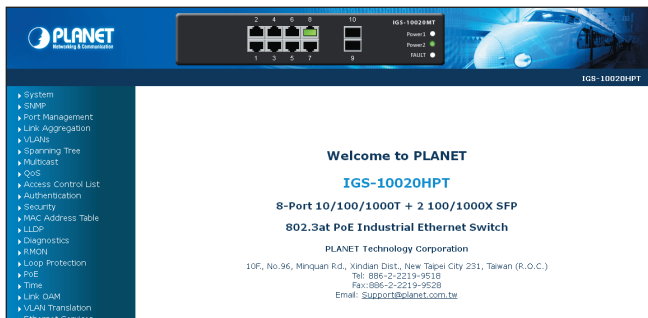 PLANET
Networking & Communication
2 4 6 8 10
IGS-10020MT
Power1
Power2
FAULT
1 3 5 7 9
IGS-10020HPT
System
SNMP
Port Management
Link Aggregation
VLANs
Spanning Tree
Multicast
QoS
Access Control List
Authentication
Security
MAC Address Table
LLDP
Diagnostics
RMON
Loop Protection
PoE
Time
Link OAM
VLAN Translation
Ethernet Services
Welcome to PLANET
IGS-10020HPT
8-Port 10/100/1000T + 2 100/1000X SFP
802.3at PoE Industrial Ethernet Switch
PLANET Technology Corporation
10F., No.96, Minquan Rd., Xindian Dist., New Taipei City 231, Taiwan (R.O.C.)
Tel: 886-2-2219-9518
Fax:886-2-2219-9528
Email: Support@planet.com.tw